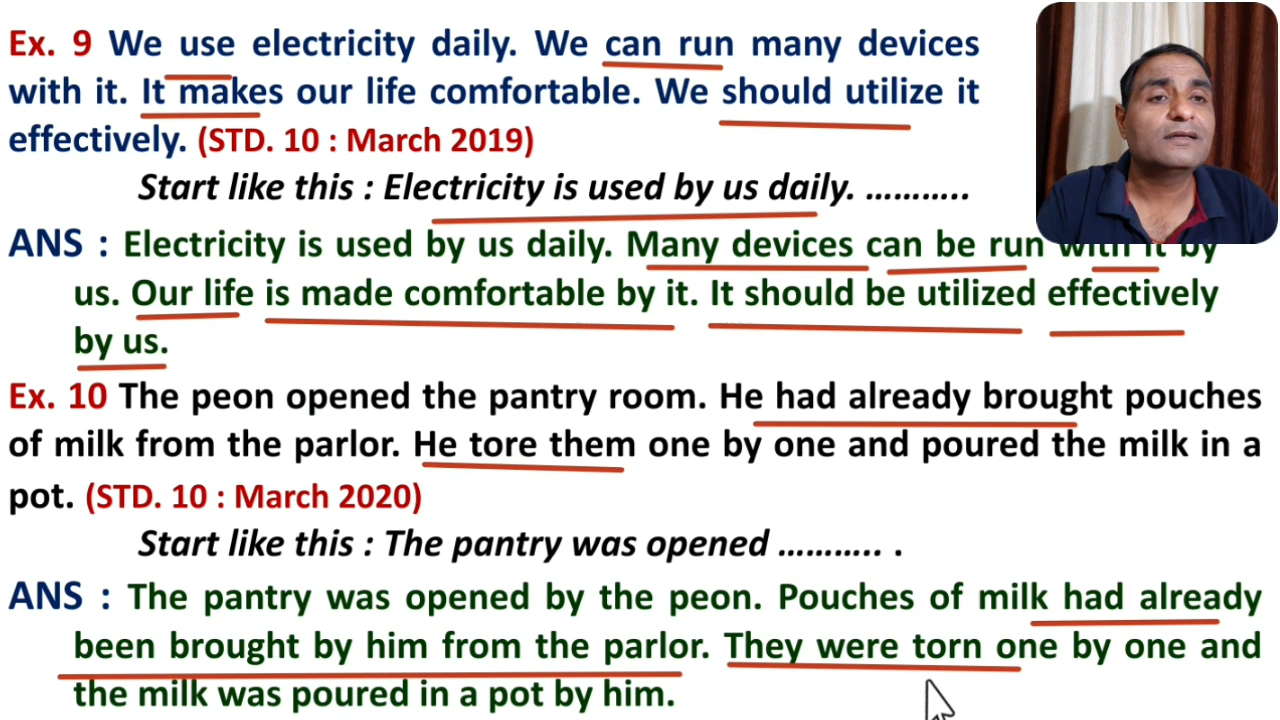 Ex. 9 We use electricity daily. We can run many devices
with it. It makes our life comfortable. We should utilize it
effectively. (STD. 10 : March 2019)
Start like this : Electricity is used by us daily. ………..
ANS : Electricity is used by us daily. Many devices can be run with it by
us. Our life is made comfortable by it. It should be utilized effectively
by us.
Ex. 10 The peon opened the pantry room. He had already brought pouches
of milk from the parlor. He tore them one by one and poured the milk in a
pot. (STD. 10 : March 2020)
Start like this : The pantry was opened ……….. .
ANS : The pantry was opened by the peon. Pouches of milk had already
been brought by him from the parlor. They were torn one by one and
the milk was poured in a pot by him.